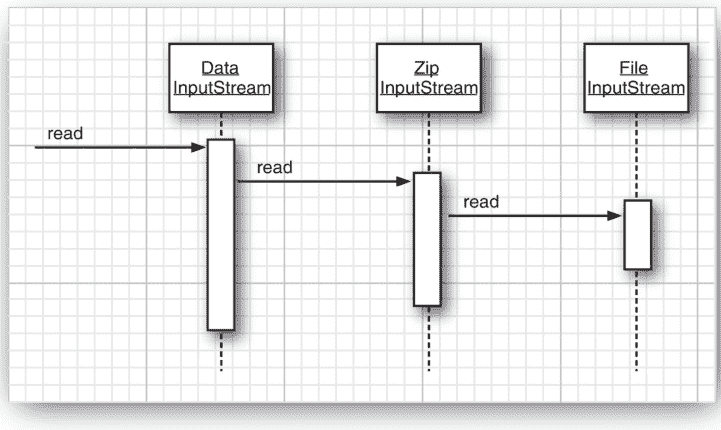 Data
InputStream
Zip
InputStream
File
InputStream
read
read
read